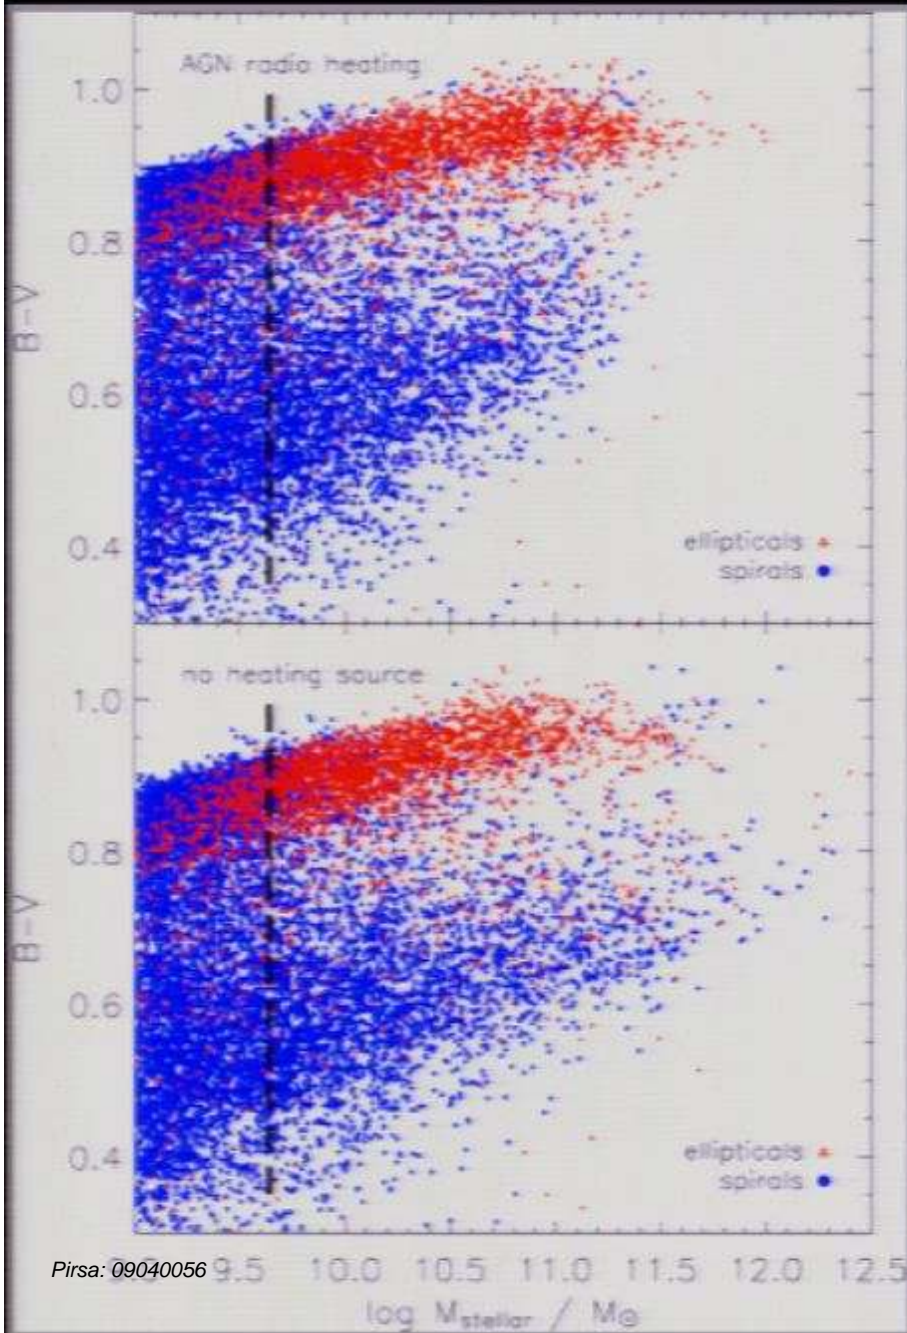 AGN radio heating
1.0
0.8
0.6
0.4
B-V
ellipticals
spirals
no heating source
1.0
0.8
0.6
0.4
B-V
ellipticals
spirals
Pirsa: 09040056
9.5 10.0 10.5 11.0 11.5 12.0 12.5
log M_stellar / M_⊙